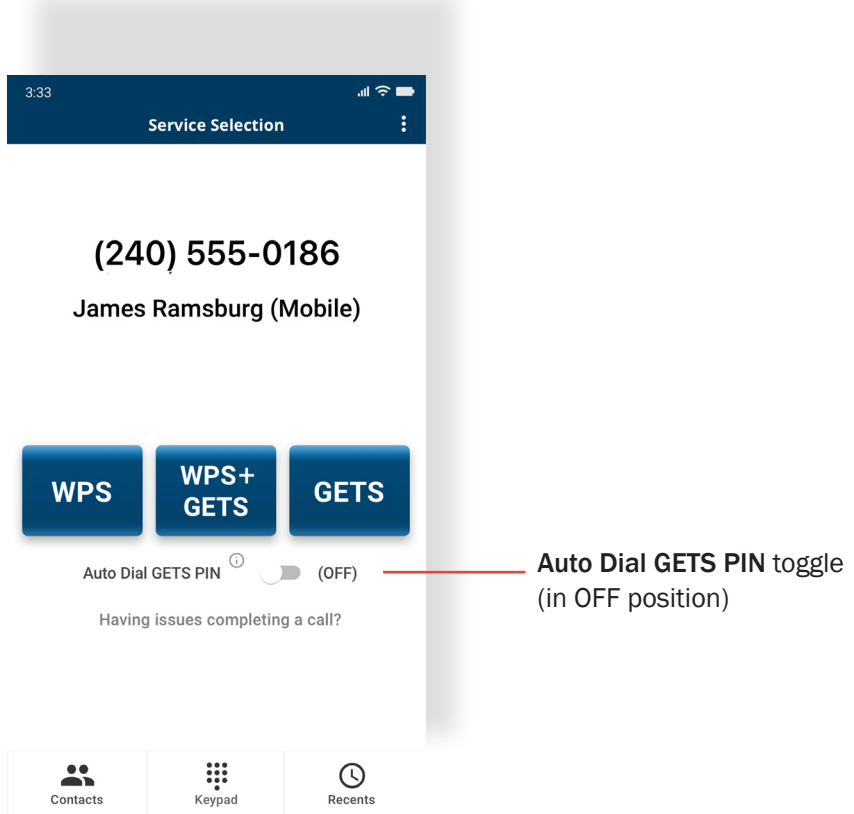 3:33
Service Selection
(240) 555-0186
James Ramsburg (Mobile)
WPS
WPS+
GETS
GETS
Auto Dial GETS PIN (OFF)
Auto Dial GETS PIN toggle
(in OFF position)
Having issues completing a call?
Contacts
Keypad
Recents